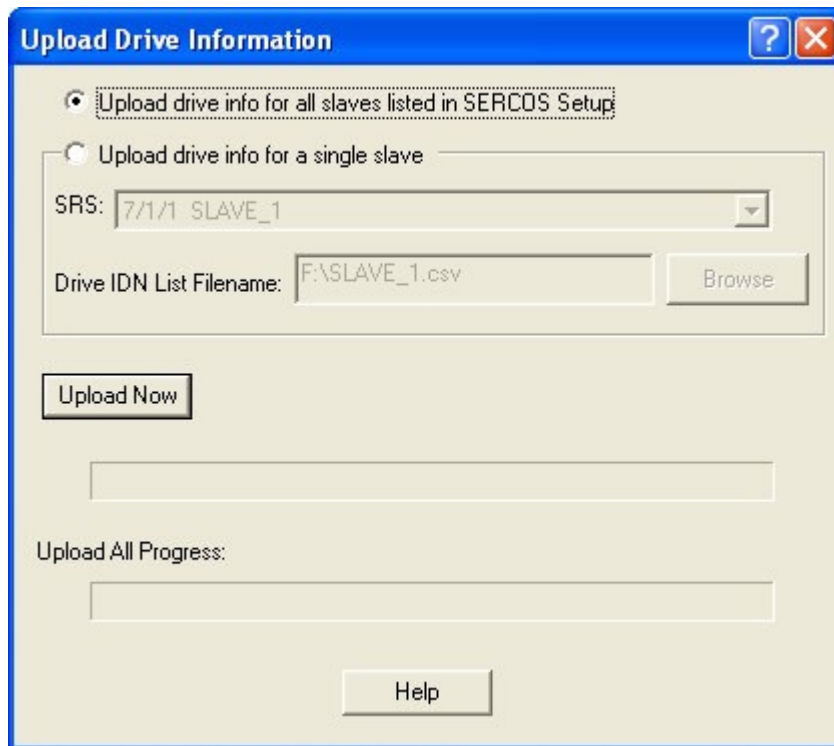 Upload Drive Information
Upload drive info for all slaves listed in SERCOS Setup
Upload drive info for a single slave
SRS: 7/1/1 SLAVE_1
Drive IDN List Filename: F:\SLAVE_1.csv Browse
Upload Now
Upload All Progress:
Help